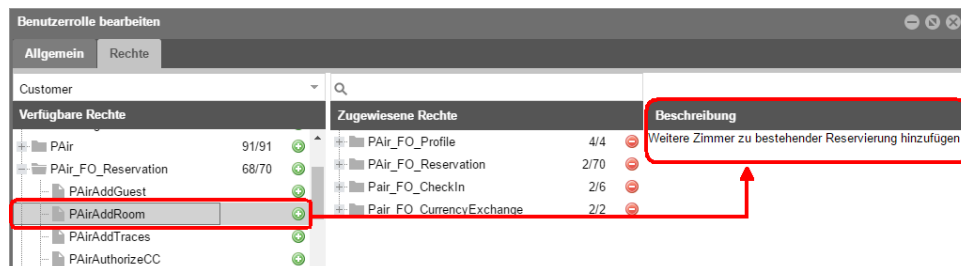 Benutzerrolle bearbeiten
Allgemein Rechte
Customer
Verfügbare Rechte Zugewiesene Rechte Beschreibung
PAir 91/91 PAir_FO_Profile 4/4 Weitere Zimmer zu bestehender Reservierung hinzufügen
PAir_FO_Reservation 68/70 PAir_FO_Reservation 2/70
PAirAddGuest Pair_FO_CheckIn 2/6
PAirAddRoom Pair_FO_CurrencyExchange 2/2
PAirAddTraces
PAirAuthorizeCC